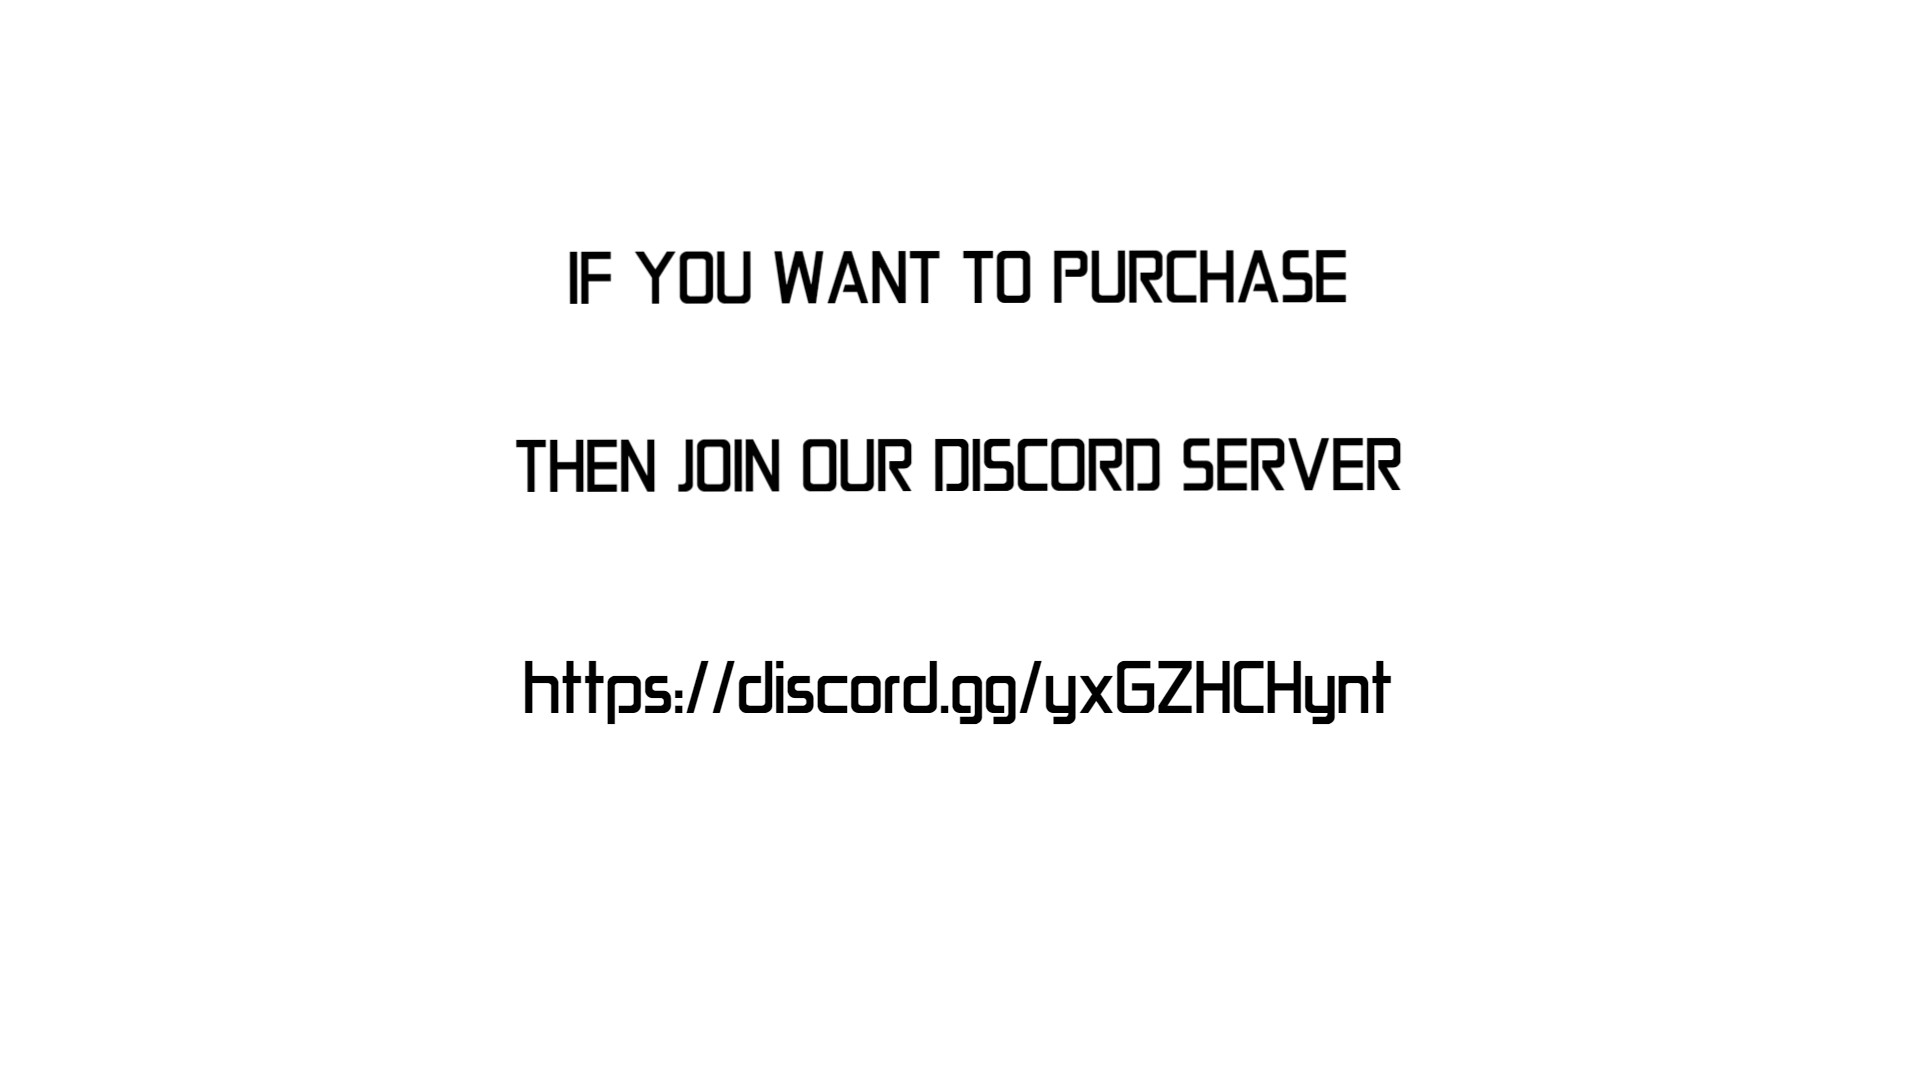 IF YOU WANT TO PURCHASE
THEN JOIN OUR DISCORD SERVER
https://discord.gg/yxGZHCHynt